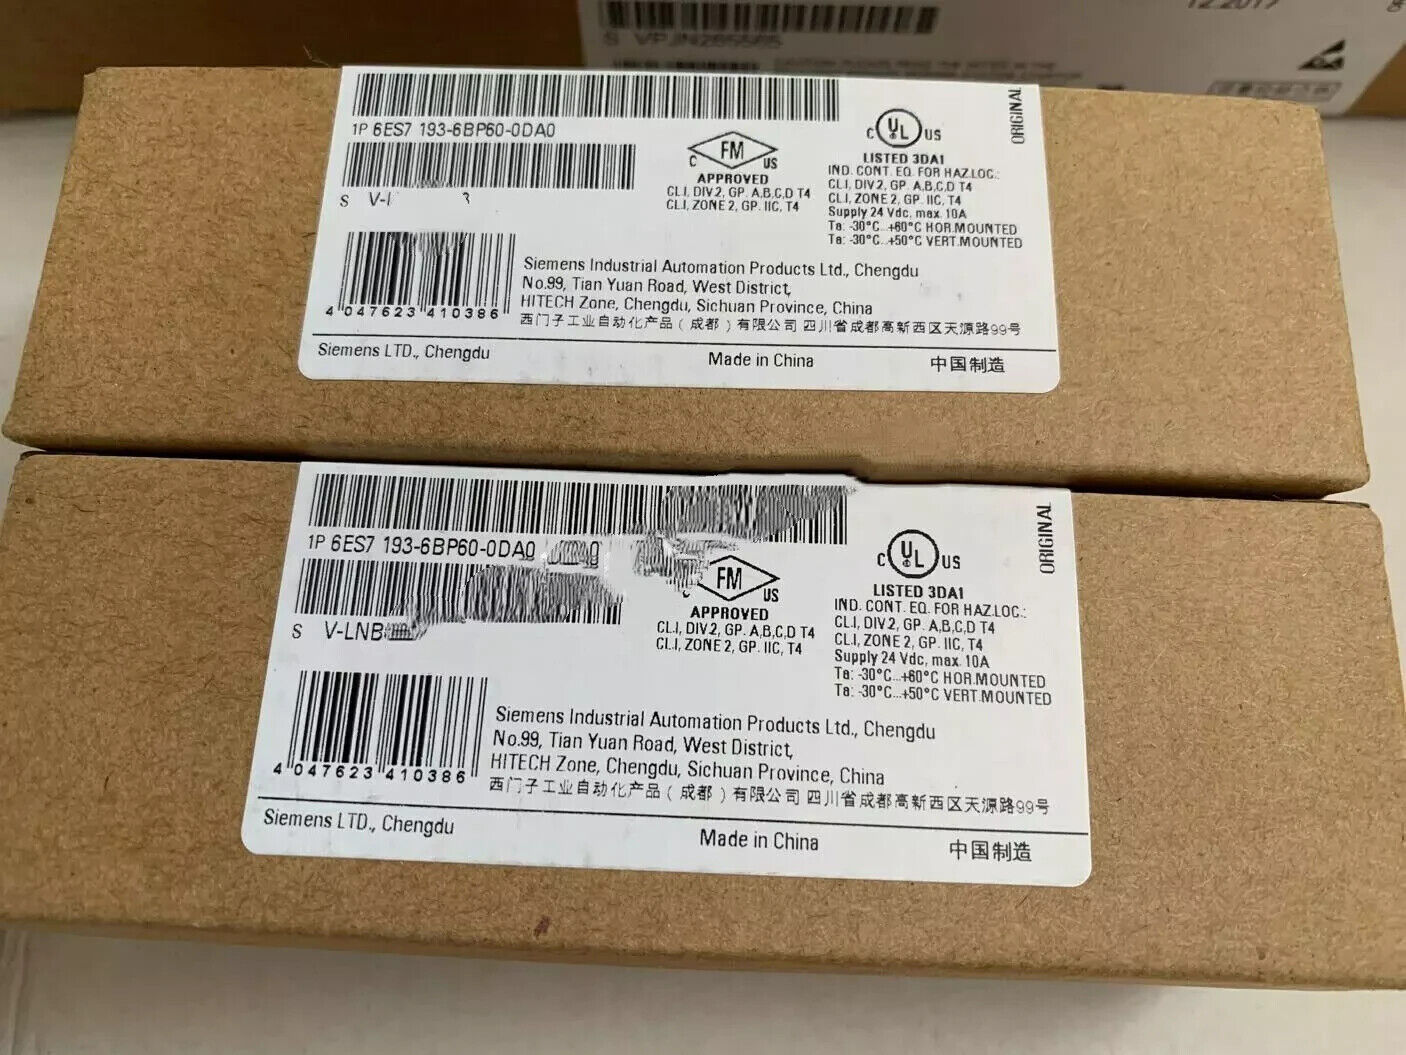 12.2017
S VPJN265565
1P 6ES7 193-6BP60-0DA0
S V-
C FM US
APPROVED
CL.I, DIV.2, GP. A,B,C,D T4
CL.I, ZONE 2, GP. IIC, T4
C UL US
LISTED 3DA1
IND. CONT. EQ. FOR HAZ.LOC.:
CL.I, DIV.2, GP. A,B,C,D T4
CL.I, ZONE 2, GP. IIC, T4
Supply 24 Vdc, max. 10A
Ta: -30°C...+60°C HOR.MOUNTED
Ta: -30°C...+50°C VERT.MOUNTED
ORIGINAL
4 047623 410386
Siemens Industrial Automation Products Ltd., Chengdu
No.99, Tian Yuan Road, West District,
HITECH Zone, Chengdu, Sichuan Province, China
西门子工业自动化产品（成都）有限公司 四川省成都高新西区天源路99号
Siemens LTD., Chengdu Made in China 中国制造
1P 6ES7 193-6BP60-0DA0
S V-LNB
C FM US
APPROVED
CL.I, DIV.2, GP. A,B,C,D T4
CL.I, ZONE 2, GP. IIC, T4
C UL US
LISTED 3DA1
IND. CONT. EQ. FOR HAZ.LOC.:
CL.I, DIV.2, GP. A,B,C,D T4
CL.I, ZONE 2, GP. IIC, T4
Supply 24 Vdc, max. 10A
Ta: -30°C...+60°C HOR.MOUNTED
Ta: -30°C...+50°C VERT.MOUNTED
ORIGINAL
4 047623 410386
Siemens Industrial Automation Products Ltd., Chengdu
No.99, Tian Yuan Road, West District,
HITECH Zone, Chengdu, Sichuan Province, China
西门子工业自动化产品（成都）有限公司 四川省成都高新西区天源路99号
Siemens LTD., Chengdu Made in China 中国制造